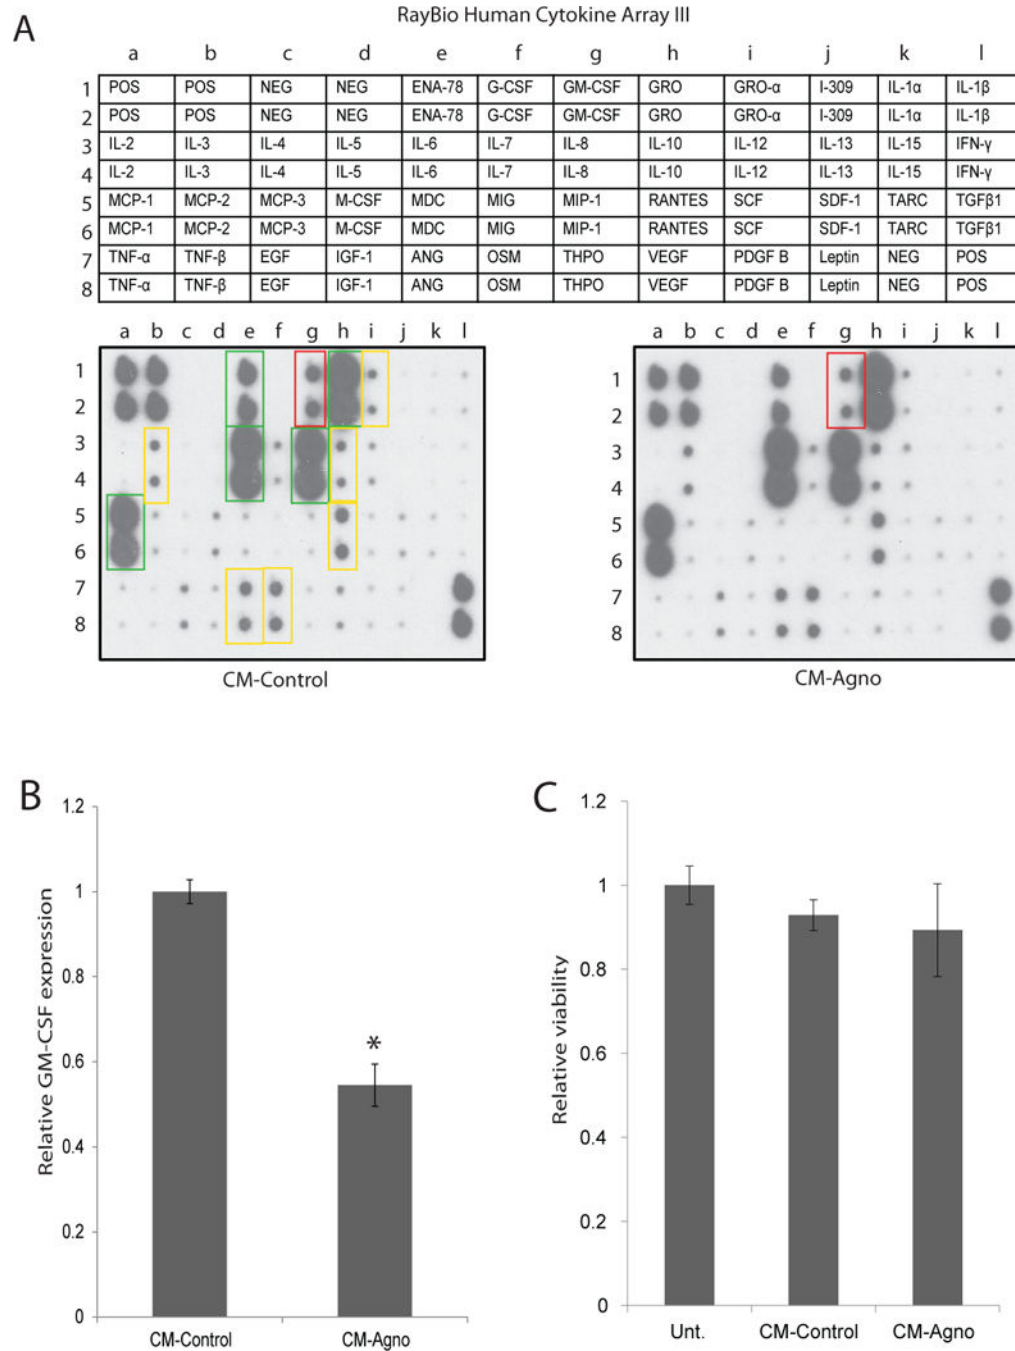 RayBio Human Cytokine Array III
A
a b c d e f g h i j k l
1 POS POS NEG NEG ENA-78 G-CSF GM-CSF GRO GRO-α I-309 IL-1α IL-1β
2 POS POS NEG NEG ENA-78 G-CSF GM-CSF GRO GRO-α I-309 IL-1α IL-1β
3 IL-2 IL-3 IL-4 IL-5 IL-6 IL-7 IL-8 IL-10 IL-12 IL-13 IL-15 IFN-γ
4 IL-2 IL-3 IL-4 IL-5 IL-6 IL-7 IL-8 IL-10 IL-12 IL-13 IL-15 IFN-γ
5 MCP-1 MCP-2 MCP-3 M-CSF MDC MIG MIP-1 RANTES SCF SDF-1 TARC TGFβ1
6 MCP-1 MCP-2 MCP-3 M-CSF MDC MIG MIP-1 RANTES SCF SDF-1 TARC TGFβ1
7 TNF-α TNF-β EGF IGF-1 ANG OSM THPO VEGF PDGF B Leptin NEG POS
8 TNF-α TNF-β EGF IGF-1 ANG OSM THPO VEGF PDGF B Leptin NEG POS
a b c d e f g h i j k l
1
2
3
4
5
6
7
8
CM-Control
a b c d e f g h i j k l
1
2
3
4
5
6
7
8
CM-Agno
B
Relative GM-CSF expression
1.2
1
0.8
0.6
0.4
0.2
0
*
CM-Control CM-Agno
C
Relative viability
1.2
1
0.8
0.6
0.4
0.2
0
Unt. CM-Control CM-Agno